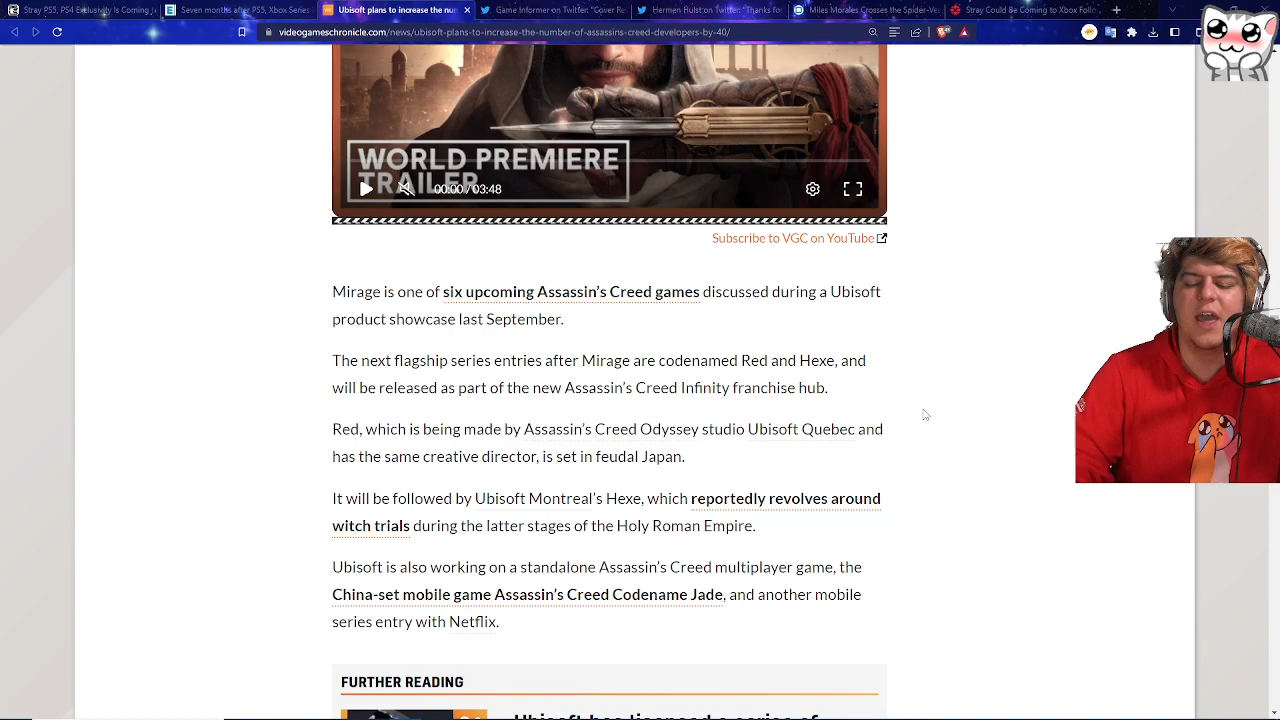 Stray PS5, PS4 Exclusivity Is Coming
Seven months after PS5, Xbox Series
Ubisoft plans to increase the num
Game Informer on Twitter: "Cover Re
Hermen Hulst on Twitter: "Thanks fo
Miles Morales Crosses the Spider-Ve
Stray Could Be Coming to Xbox Follo
videogameschronicle.com/news/ubisoft-plans-to-increase-the-number-of-assassins-creed-developers-by-40/
WORLD PREMIERE
TRAILER
00:00 / 03:48
Subscribe to VGC on YouTube
Mirage is one of six upcoming Assassin's Creed games discussed during a Ubisoft
product showcase last September.
The next flagship series entries after Mirage are codenamed Red and Hexe, and
will be released as part of the new Assassin's Creed Infinity franchise hub.
Red, which is being made by Assassin's Creed Odyssey studio Ubisoft Quebec and
has the same creative director, is set in feudal Japan.
It will be followed by Ubisoft Montreal's Hexe, which reportedly revolves around
witch trials during the latter stages of the Holy Roman Empire.
Ubisoft is also working on a standalone Assassin's Creed multiplayer game, the
China-set mobile game Assassin's Creed Codename Jade, and another mobile
series entry with Netflix.
FURTHER READING
Ubisoft has licensed a series of